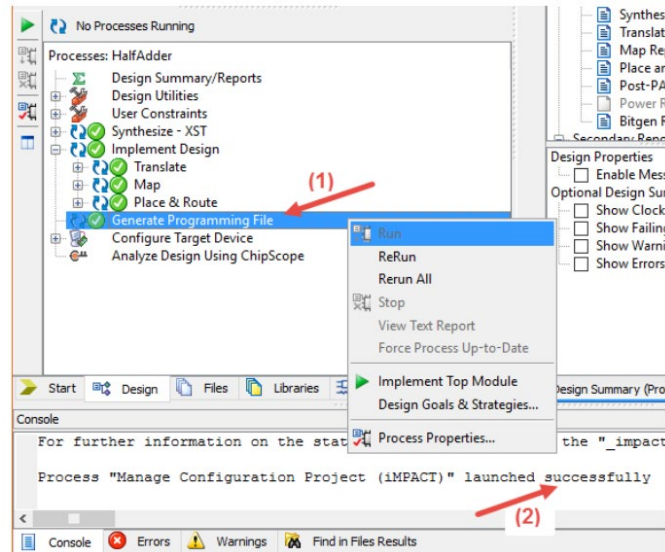 No Processes Running
Processes: HalfAdder
Design Summary/Reports
Design Utilities
User Constraints
Synthesize - XST
Implement Design
Translate
Map
Place & Route
Generate Programming File
Configure Target Device
Analyze Design Using ChipScope
(1)
Run
ReRun
Rerun All
Stop
View Text Report
Force Process Up-to-Date
Implement Top Module
Design Goals & Strategies...
Process Properties...
Synthes
Translat
Map Re
Place ar
Post-PA
Power R
Bitgen R
Secondary Repo
Design Properties
Enable Mess
Optional Design Sum
Show Clock
Show Failing
Show Warni
Show Errors
Start
Design
Files
Libraries
Design Summary (Pro
Console
For further information on the stat the "_impact
Process "Manage Configuration Project (iMPACT)" launched successfully
(2)
Console
Errors
Warnings
Find in Files Results